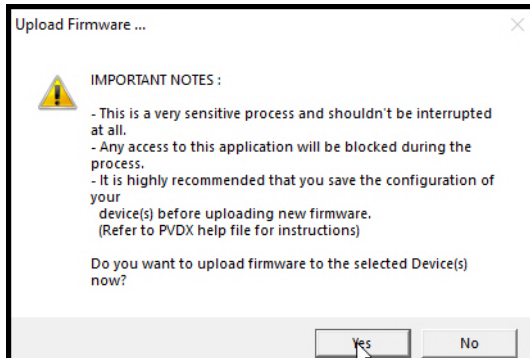 Upload Firmware ...
IMPORTANT NOTES :
- This is a very sensitive process and shouldn't be interrupted
at all.
- Any access to this application will be blocked during the
process.
- It is highly recommended that you save the configuration of
your
device(s) before uploading new firmware.
(Refer to PVDX help file for instructions)
Do you want to upload firmware to the selected Device(s)
now?
Yes
No